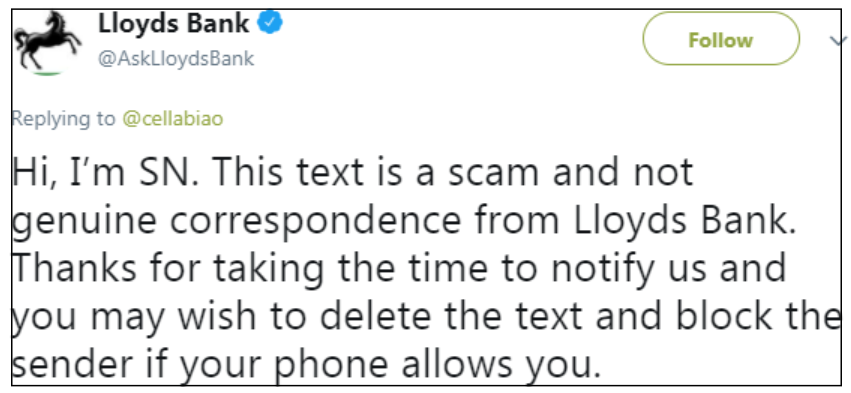 Lloyds Bank
@AskLloydsBank
Follow
Replying to @cellabiao
Hi, I’m SN. This text is a scam and not
genuine correspondence from Lloyds Bank.
Thanks for taking the time to notify us and
you may wish to delete the text and block the
sender if your phone allows you.